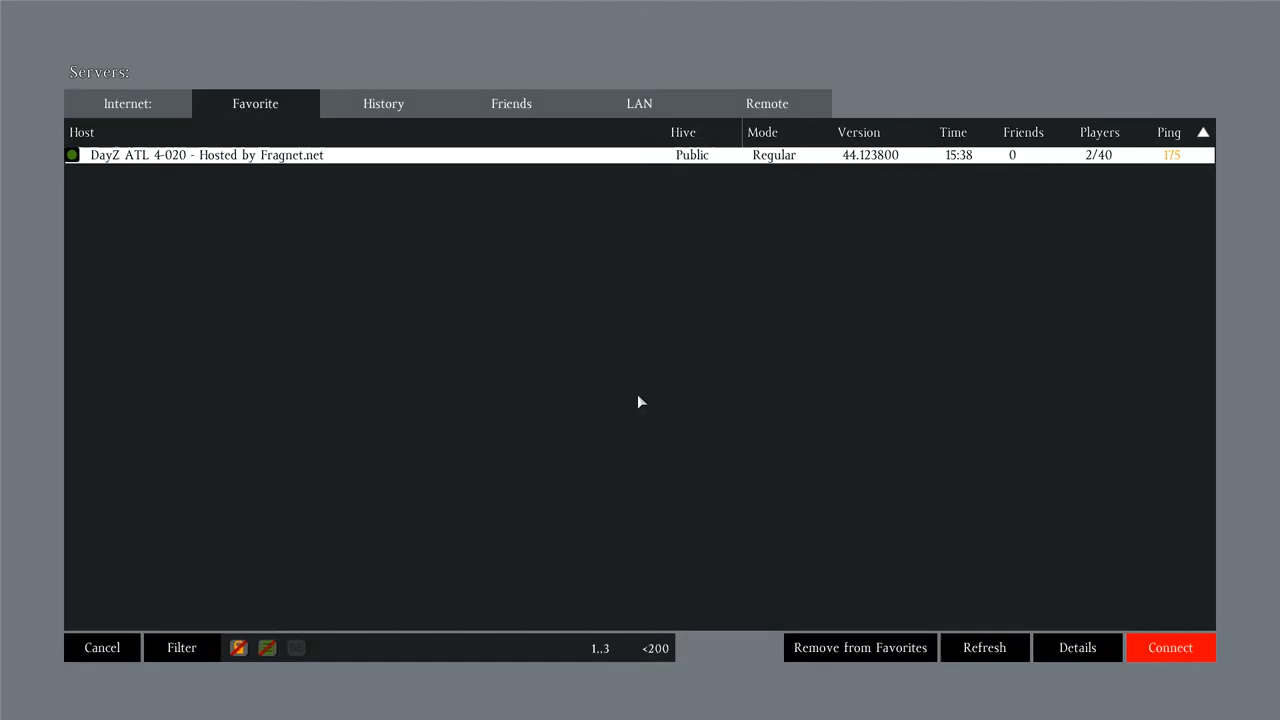 Servers:
Internet: Favorite History Friends LAN Remote
Host Hive Mode Version Time Friends Players Ping
DayZ ATL 4-020 - Hosted by Fragnet.net Public Regular 44.123800 15:38 0 2/40 175
Cancel Filter 1..3 <200 Remove from Favorites Refresh Details Connect